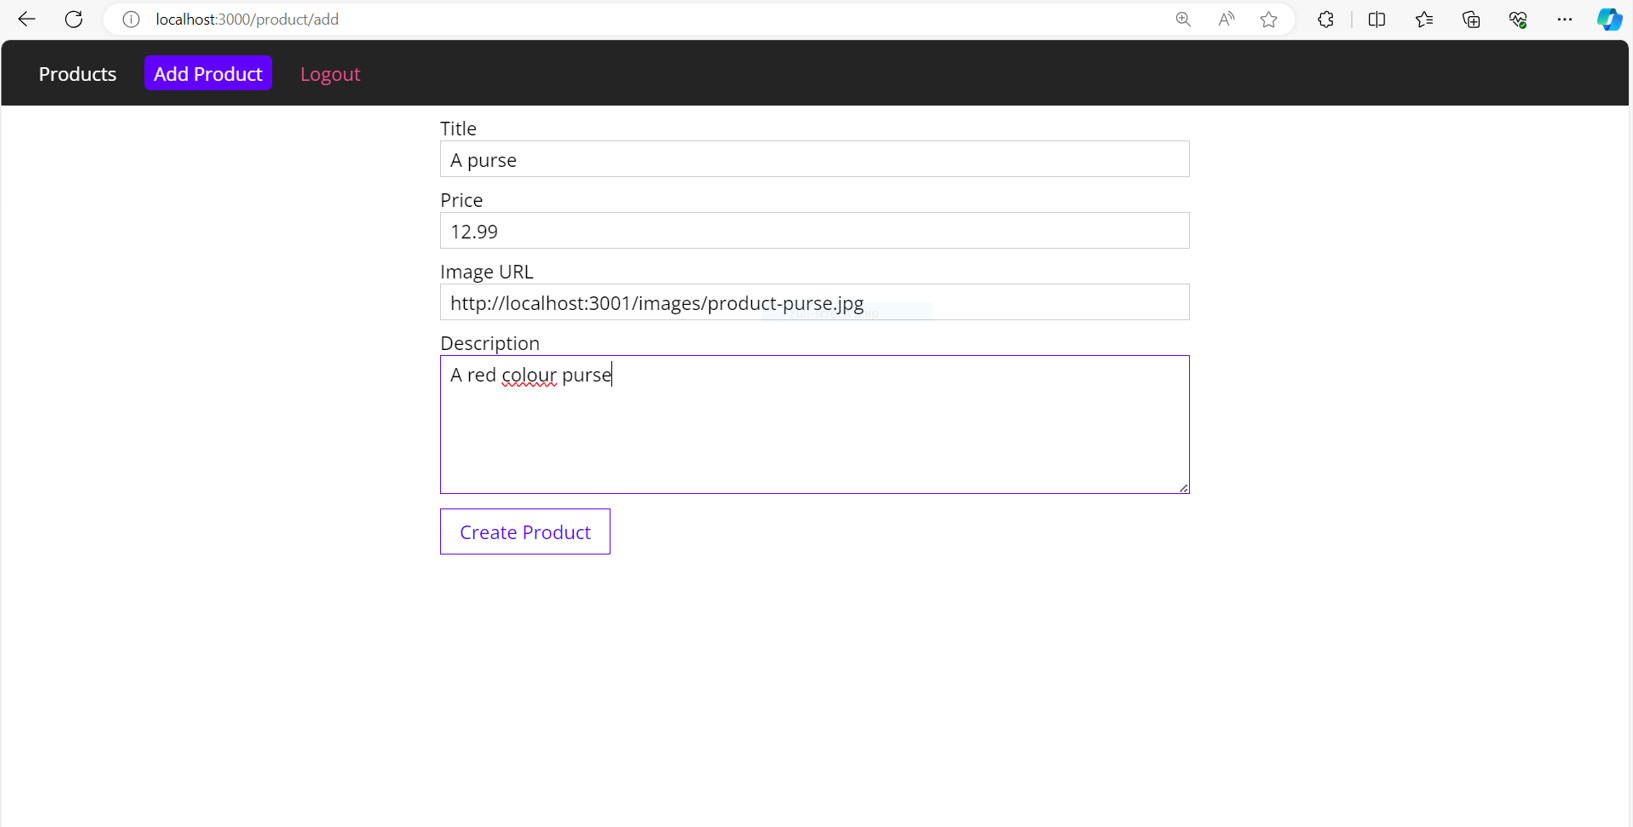 localhost:3000/product/add
Products Add Product Logout
Title
A purse
Price
12.99
Image URL
http://localhost:3001/images/product-purse.jpg
Description
A red colour purse
Create Product